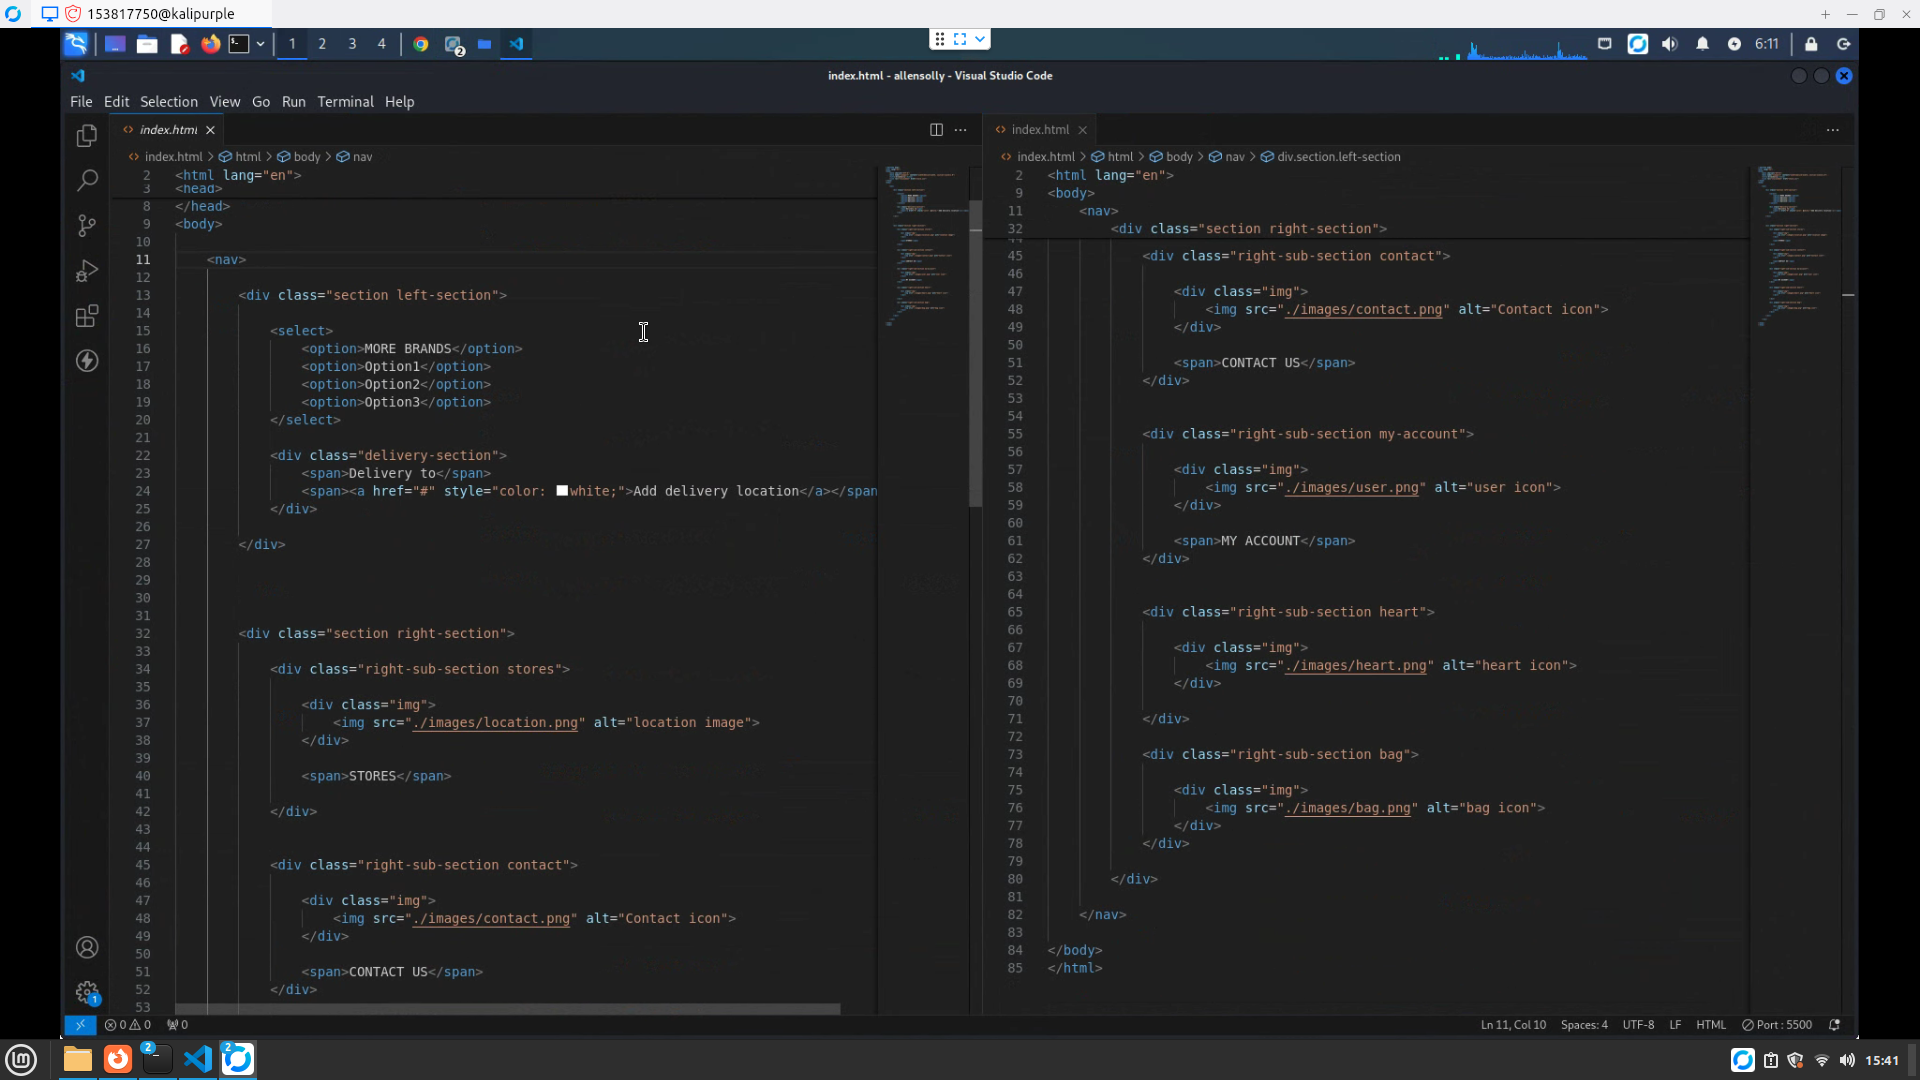 153817750@kalipurple
1 2 3 4
2
6:11
index.html - allensolly - Visual Studio Code
File Edit Selection View Go Run Terminal Help
index.html
index.html > html > body > nav
2 <html lang="en">
3 <head>
8 </head>
9 <body>
10
11 <nav>
12
13 <div class="section left-section">
14
15 <select>
16 <option>MORE BRANDS</option>
17 <option>Option1</option>
18 <option>Option2</option>
19 <option>Option3</option>
20 </select>
21
22 <div class="delivery-section">
23 <span>Delivery to</span>
24 <span><a href="#" style="color: white;">Add delivery location</a></span
25 </div>
26
27 </div>
28
29
30
31
32 <div class="section right-section">
33
34 <div class="right-sub-section stores">
35
36 <div class="img">
37 <img src="./images/location.png" alt="location image">
38 </div>
39
40 <span>STORES</span>
41
42 </div>
43
44
45 <div class="right-sub-section contact">
46
47 <div class="img">
48 <img src="./images/contact.png" alt="Contact icon">
49 </div>
50
51 <span>CONTACT US</span>
52 </div>
53
index.html
index.html > html > body > nav > div.section.left-section
2 <html lang="en">
9 <body>
11 <nav>
32 <div class="section right-section">
44
45 <div class="right-sub-section contact">
46
47 <div class="img">
48 <img src="./images/contact.png" alt="Contact icon">
49 </div>
50
51 <span>CONTACT US</span>
52 </div>
53
54
55 <div class="right-sub-section my-account">
56
57 <div class="img">
58 <img src="./images/user.png" alt="user icon">
59 </div>
60
61 <span>MY ACCOUNT</span>
62 </div>
63
64
65 <div class="right-sub-section heart">
66
67 <div class="img">
68 <img src="./images/heart.png" alt="heart icon">
69 </div>
70
71 </div>
72
73 <div class="right-sub-section bag">
74
75 <div class="img">
76 <img src="./images/bag.png" alt="bag icon">
77 </div>
78 </div>
79
80 </div>
81
82 </nav>
83
84 </body>
85 </html>
1
0 0 0
Ln 11, Col 10 Spaces: 4 UTF-8 LF HTML Port : 5500
2 2
15:41